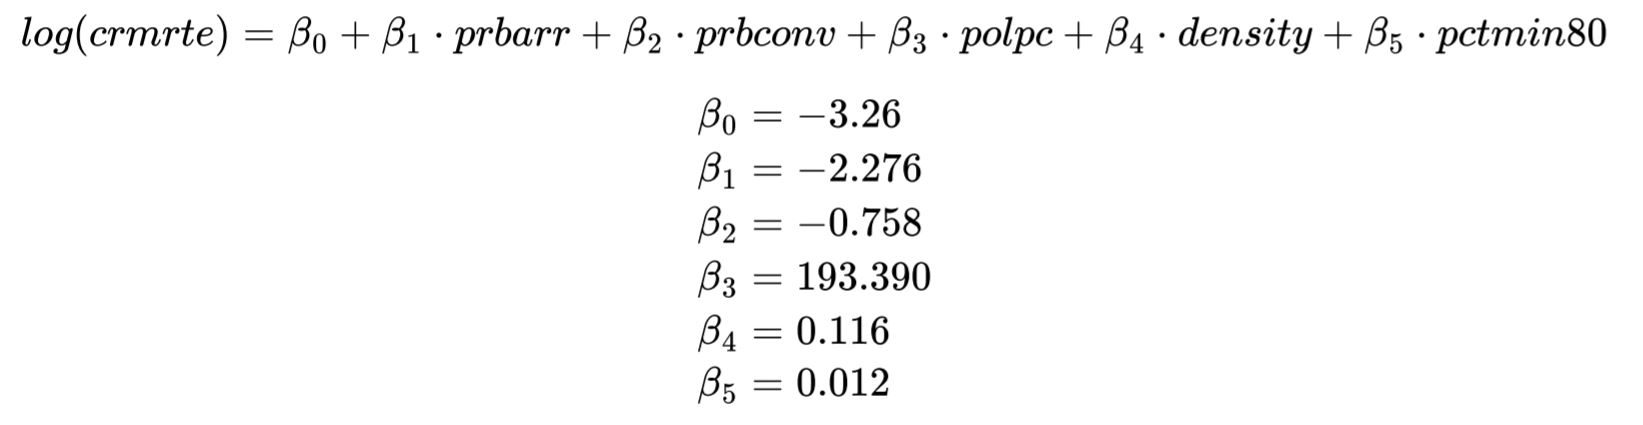 log(crmrte) = β₀ + β₁ · prbarr + β₂ · prbconv + β₃ · polpc + β₄ · density + β₅ · pctmin80
β₀ = −3.26
β₁ = −2.276
β₂ = −0.758
β₃ = 193.390
β₄ = 0.116
β₅ = 0.012